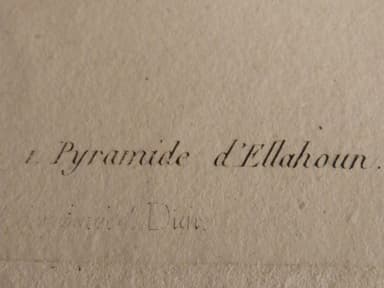 1. Pyramide d'Ellahoun.